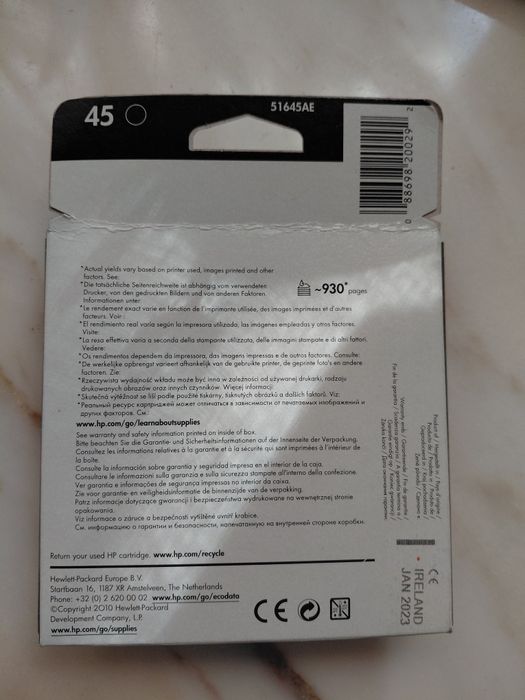 45
51645AE
0 88698 20029 2
~930* pages
*Actual yields vary based on printer used, images printed and other
factors. See:
*Die tatsächliche Seitenreichweite ist abhängig vom verwendeten
Drucker, von den gedruckten Bildern und von anderen Faktoren.
Informationen unter:
*Le rendement exact varie en fonction de l'imprimante utilisée, des images imprimées et d'autres
facteurs. Voir :
*El rendimiento real varía según la impresora utilizada, las imágenes empleadas y otros factores.
Visite:
*La resa effettiva varia a seconda della stampante utilizzata, delle immagini stampate e di altri fattori.
Vedere:
*Os rendimentos dependem da impressora, das imagens impressas e de outros factores. Consulte:
*De werkelijke opbrengst varieert afhankelijk van de gebruikte printer, de geprinte foto's en andere
factoren. Zie:
*Rzeczywista wydajność wkładu może być inna w zależności od używanej drukarki, rodzaju
drukowanych obrazów oraz innych czynników. Więcej informacji:
*Skutečná výtěžnost se liší podle použité tiskárny, tisknutých obrázků a dalších faktorů. Viz:
*Реальный ресурс картриджей может отличаться в зависимости от печатаемых изображений и
других факторов. См.:
www.hp.com/go/learnaboutsupplies
See warranty and safety information printed on inside of box.
Bitte beachten Sie die Garantie- und Sicherheitsinformationen auf der Innenseite der Verpackung.
Consultez les informations relatives à la garantie et à la sécurité qui sont imprimées à l'intérieur de
la boîte.
Consulte la información sobre garantía y seguridad impresa en el interior de la caja.
Consultare le informazioni sulla garanzia e sulla sicurezza stampate all'interno della confezione.
Ver garantia e informações de segurança impressas no interior da caixa.
Zie voor garantie- en veiligheidsinformatie de binnenzijde van de verpakking.
Patrz informacje dotyczące gwarancji i bezpieczeństwa wydrukowane na wewnętrznej stronie
opakowania.
Viz informace o záruce a bezpečnosti vytištěné uvnitř krabice.
См. информацию о гарантии и безопасности, напечатанную на внутренней стороне коробки.
Return your used HP cartridge. www.hp.com/recycle
Hewlett-Packard Europe B.V.
Startbaan 16, 1187 XR Amstelveen, The Netherlands
Phone: +32 (0) 2 620 00 02 www.hp.com/go/ecodata
©Copyright 2010 Hewlett-Packard
Development Company, L.P.
www.hp.com/go/supplies
CE
CE
• IRELAND
JAN 2023